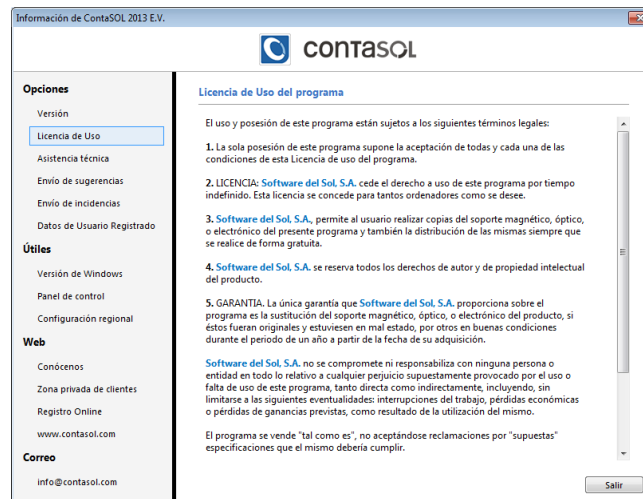 Información de ContaSOL 2013 E.V.
CONTASOL
Opciones
Versión
Licencia de Uso
Asistencia técnica
Envío de sugerencias
Envío de incidencias
Datos de Usuario Registrado
Útiles
Versión de Windows
Panel de control
Configuración regional
Web
Conócenos
Zona privada de clientes
Registro Online
www.contasol.com
Correo
info@contasol.com
Licencia de Uso del programa
El uso y posesión de este programa están sujetos a los siguientes términos legales:
1. La sola posesión de este programa supone la aceptación de todas y cada una de las
condiciones de esta Licencia de uso del programa.
2. LICENCIA: Software del Sol, S.A. cede el derecho a uso de este programa por tiempo
indefinido. Esta licencia se concede para tantos ordenadores como se desee.
3. Software del Sol, S.A., permite al usuario realizar copias del soporte magnético, óptico,
o electrónico del presente programa y también la distribución de las mismas siempre que
se realice de forma gratuita.
4. Software del Sol, S.A. se reserva todos los derechos de autor y de propiedad intelectual
del producto.
5. GARANTIA. La única garantía que Software del Sol, S.A. proporciona sobre el
programa es la sustitución del soporte magnético, óptico, o electrónico del producto, si
éstos fueran originales y estuviesen en mal estado, por otros en buenas condiciones
durante el periodo de un año a partir de la fecha de su adquisición.
Software del Sol, S.A. no se compromete ni responsabiliza con ninguna persona o
entidad en todo lo relativo a cualquier perjuicio supuestamente provocado por el uso o
falta de uso de este programa, tanto directa como indirectamente, incluyendo, sin
limitarse a las siguientes eventualidades: interrupciones del trabajo, pérdidas económicas
o pérdidas de ganancias previstas, como resultado de la utilización del mismo.
El programa se vende "tal como es", no aceptándose reclamaciones por "supuestas"
especificaciones que el mismo debería cumplir.
Salir